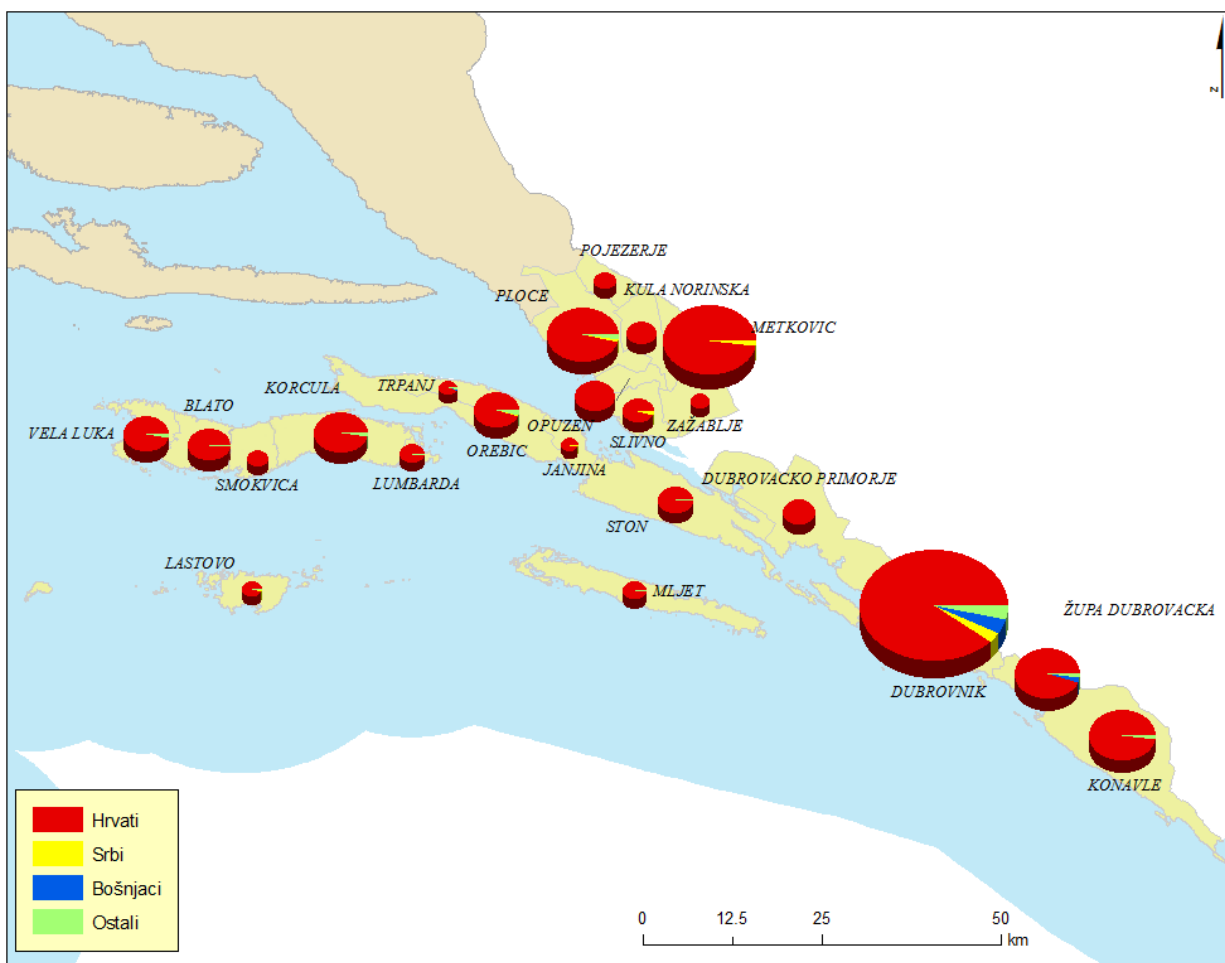 z
POJEZERJE
PLOCE
KULA NORINSKA
METKOVIC
KORCULA
TRPANJ
BLATO
VELA LUKA
OPUZEN
SLIVNO
ZAŽABLJE
OREBIC
JANJINA
SMOKVICA
LUMBARDA
DUBROVACKO PRIMORJE
STON
LASTOVO
MLJET
ŽUPA DUBROVACKA
DUBROVNIK
KONAVLE
Hrvati
Srbi
Bošnjaci
Ostali
0 12.5 25 50
km